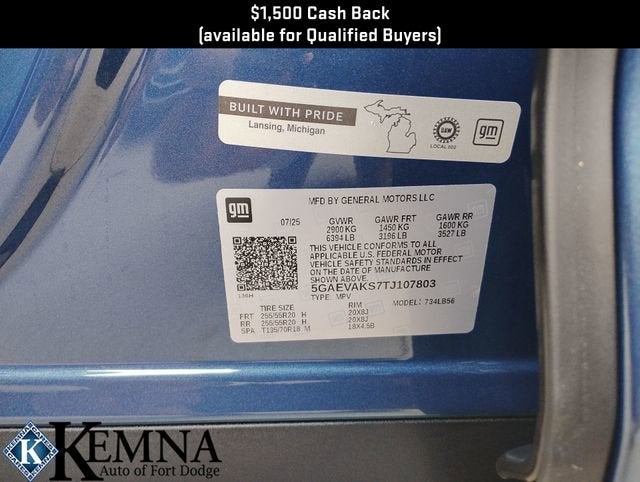 $1,500 Cash Back
(available for Qualified Buyers)
BUILT WITH PRIDE
Lansing, Michigan
UAW
LOCAL 602
gm
gm
MFD BY GENERAL MOTORS LLC
07/25
GVWR GAWR FRT GAWR RR
2900 KG 1450 KG 1600 KG
6394 LB 3196 LB 3527 LB
THIS VEHICLE CONFORMS TO ALL
APPLICABLE U.S. FEDERAL MOTOR
VEHICLE SAFETY STANDARDS IN EFFECT
ON THE DATE OF MANUFACTURE
SHOWN ABOVE.
5GAEVAKS7TJ107803
TYPE: MPV MODEL: 734LB56
136H
TIRE SIZE RIM
FRT 255/55R20 H 20X8J
RR 255/55R20 H 20X8J
SPA T135/70R18 M 18X4.5B
K
KEMNA
Auto of Fort Dodge